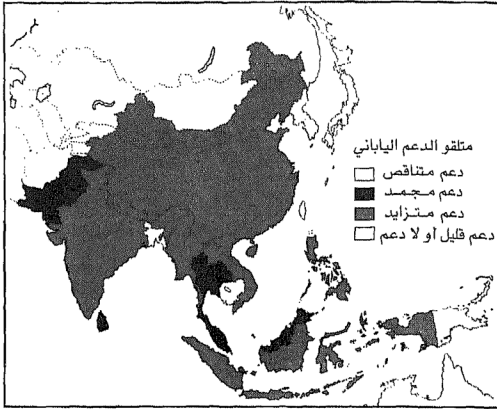 متلقو الدعم الياباني
دعم متناقص
دعم مجمد
دعم متزايد
دعم قليل أو لا دعم